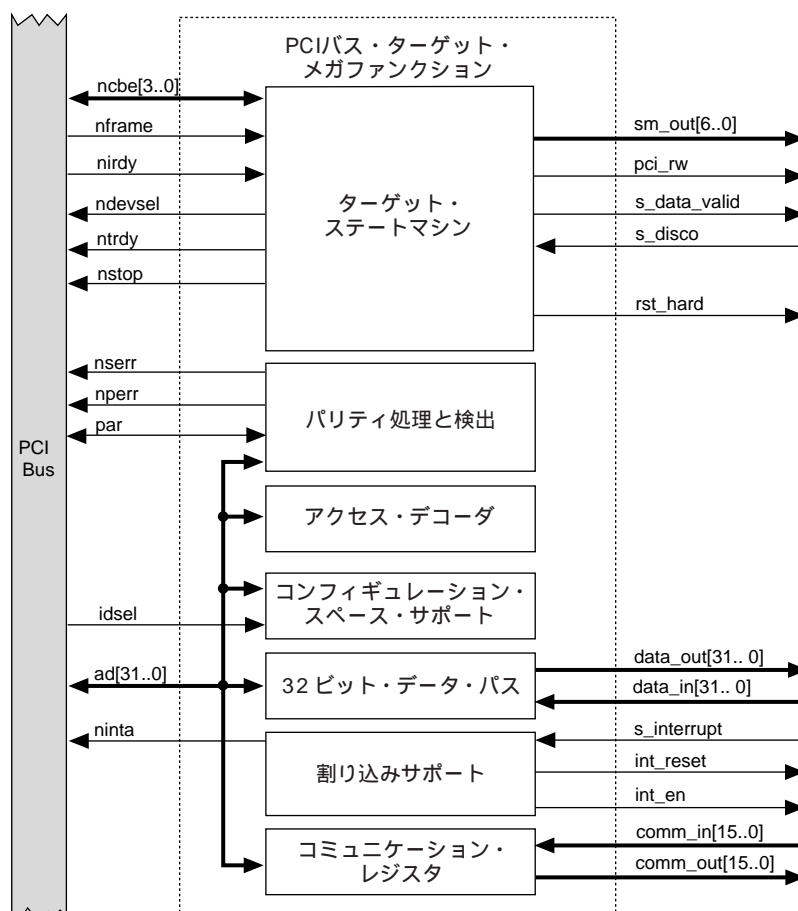 PCIバス・ターゲット・
メガファンクション
ncbe[3..0]
nframe
nirdy
ndevsel
ntrdy
nstop
ターゲット・
ステートマシン
sm_out[6..0]
pci_rw
s_data_valid
s_disco
rst_hard
nserr
nperr
par
パリティ処理と検出
PCI
Bus
アクセス・デコーダ
idsel
コンフィギュレーション・
スペース・サポート
ad[31..0]
32 ビット・データ・パス
data_out[31.. 0]
data_in[31.. 0]
ninta
割り込みサポート
s_interrupt
int_reset
int_en
コミュニケーション・
レジスタ
comm_in[15..0]
comm_out[15..0]